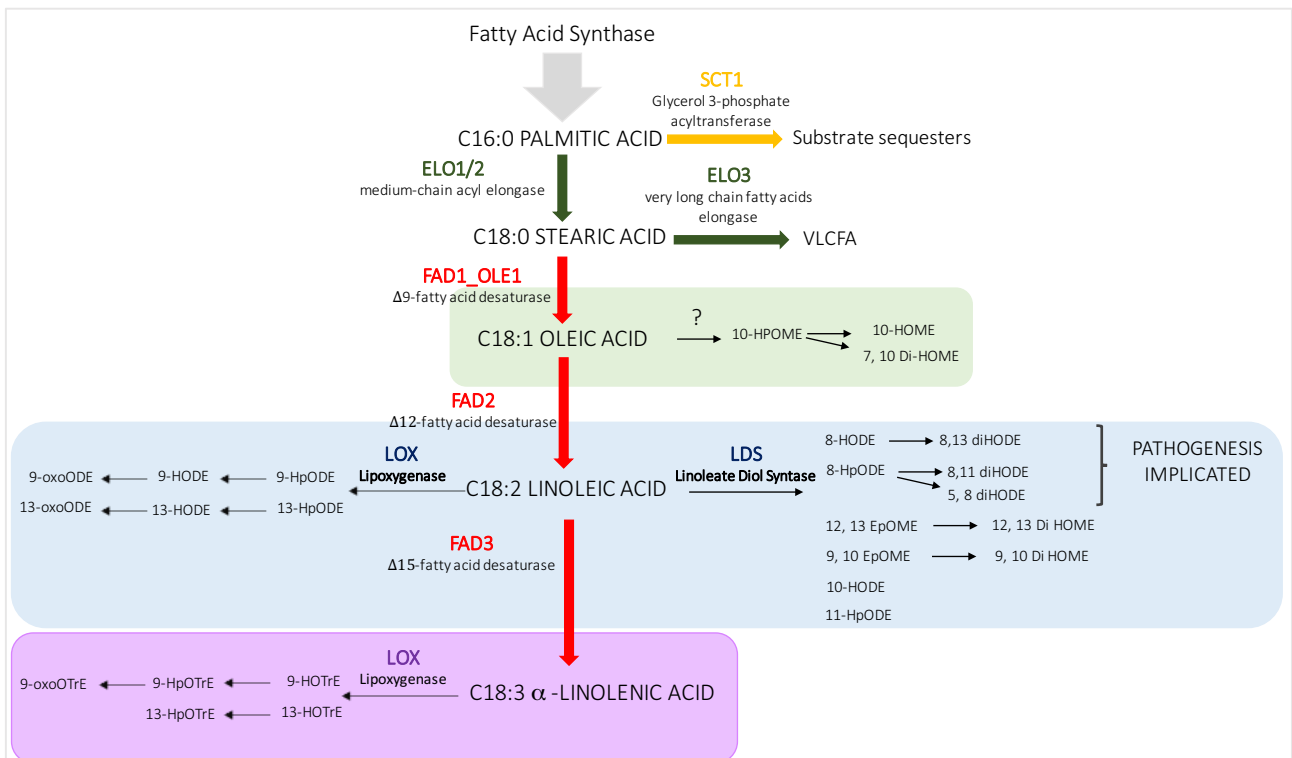 Fatty Acid Synthase
SCT1
Glycerol 3-phosphate
acyltransferase
C16:0 PALMITIC ACID
Substrate sequesters
ELO1/2
medium-chain acyl elongase
ELO3
very long chain fatty acids
elongase
C18:0 STEARIC ACID
VLCFA
FAD1_OLE1
Δ9-fatty acid desaturase
C18:1 OLEIC ACID
?
10-HPOME
10-HOME
7, 10 Di-HOME
FAD2
Δ12-fatty acid desaturase
LOX
Lipoxygenase
9-oxoODE
9-HODE
9-HpODE
13-oxoODE
13-HODE
13-HpODE
C18:2 LINOLEIC ACID
LDS
Linoleate Diol Syntase
8-HODE
8,13 diHODE
8-HpODE
8,11 diHODE
5, 8 diHODE
PATHOGENESIS
IMPLICATED
12, 13 EpOME
12, 13 Di HOME
9, 10 EpOME
9, 10 Di HOME
10-HODE
11-HpODE
FAD3
Δ15-fatty acid desaturase
LOX
Lipoxygenase
9-oxoOTrE
9-HpOTrE
9-HOTrE
13-HpOTrE
13-HOTrE
C18:3 α -LINOLENIC ACID